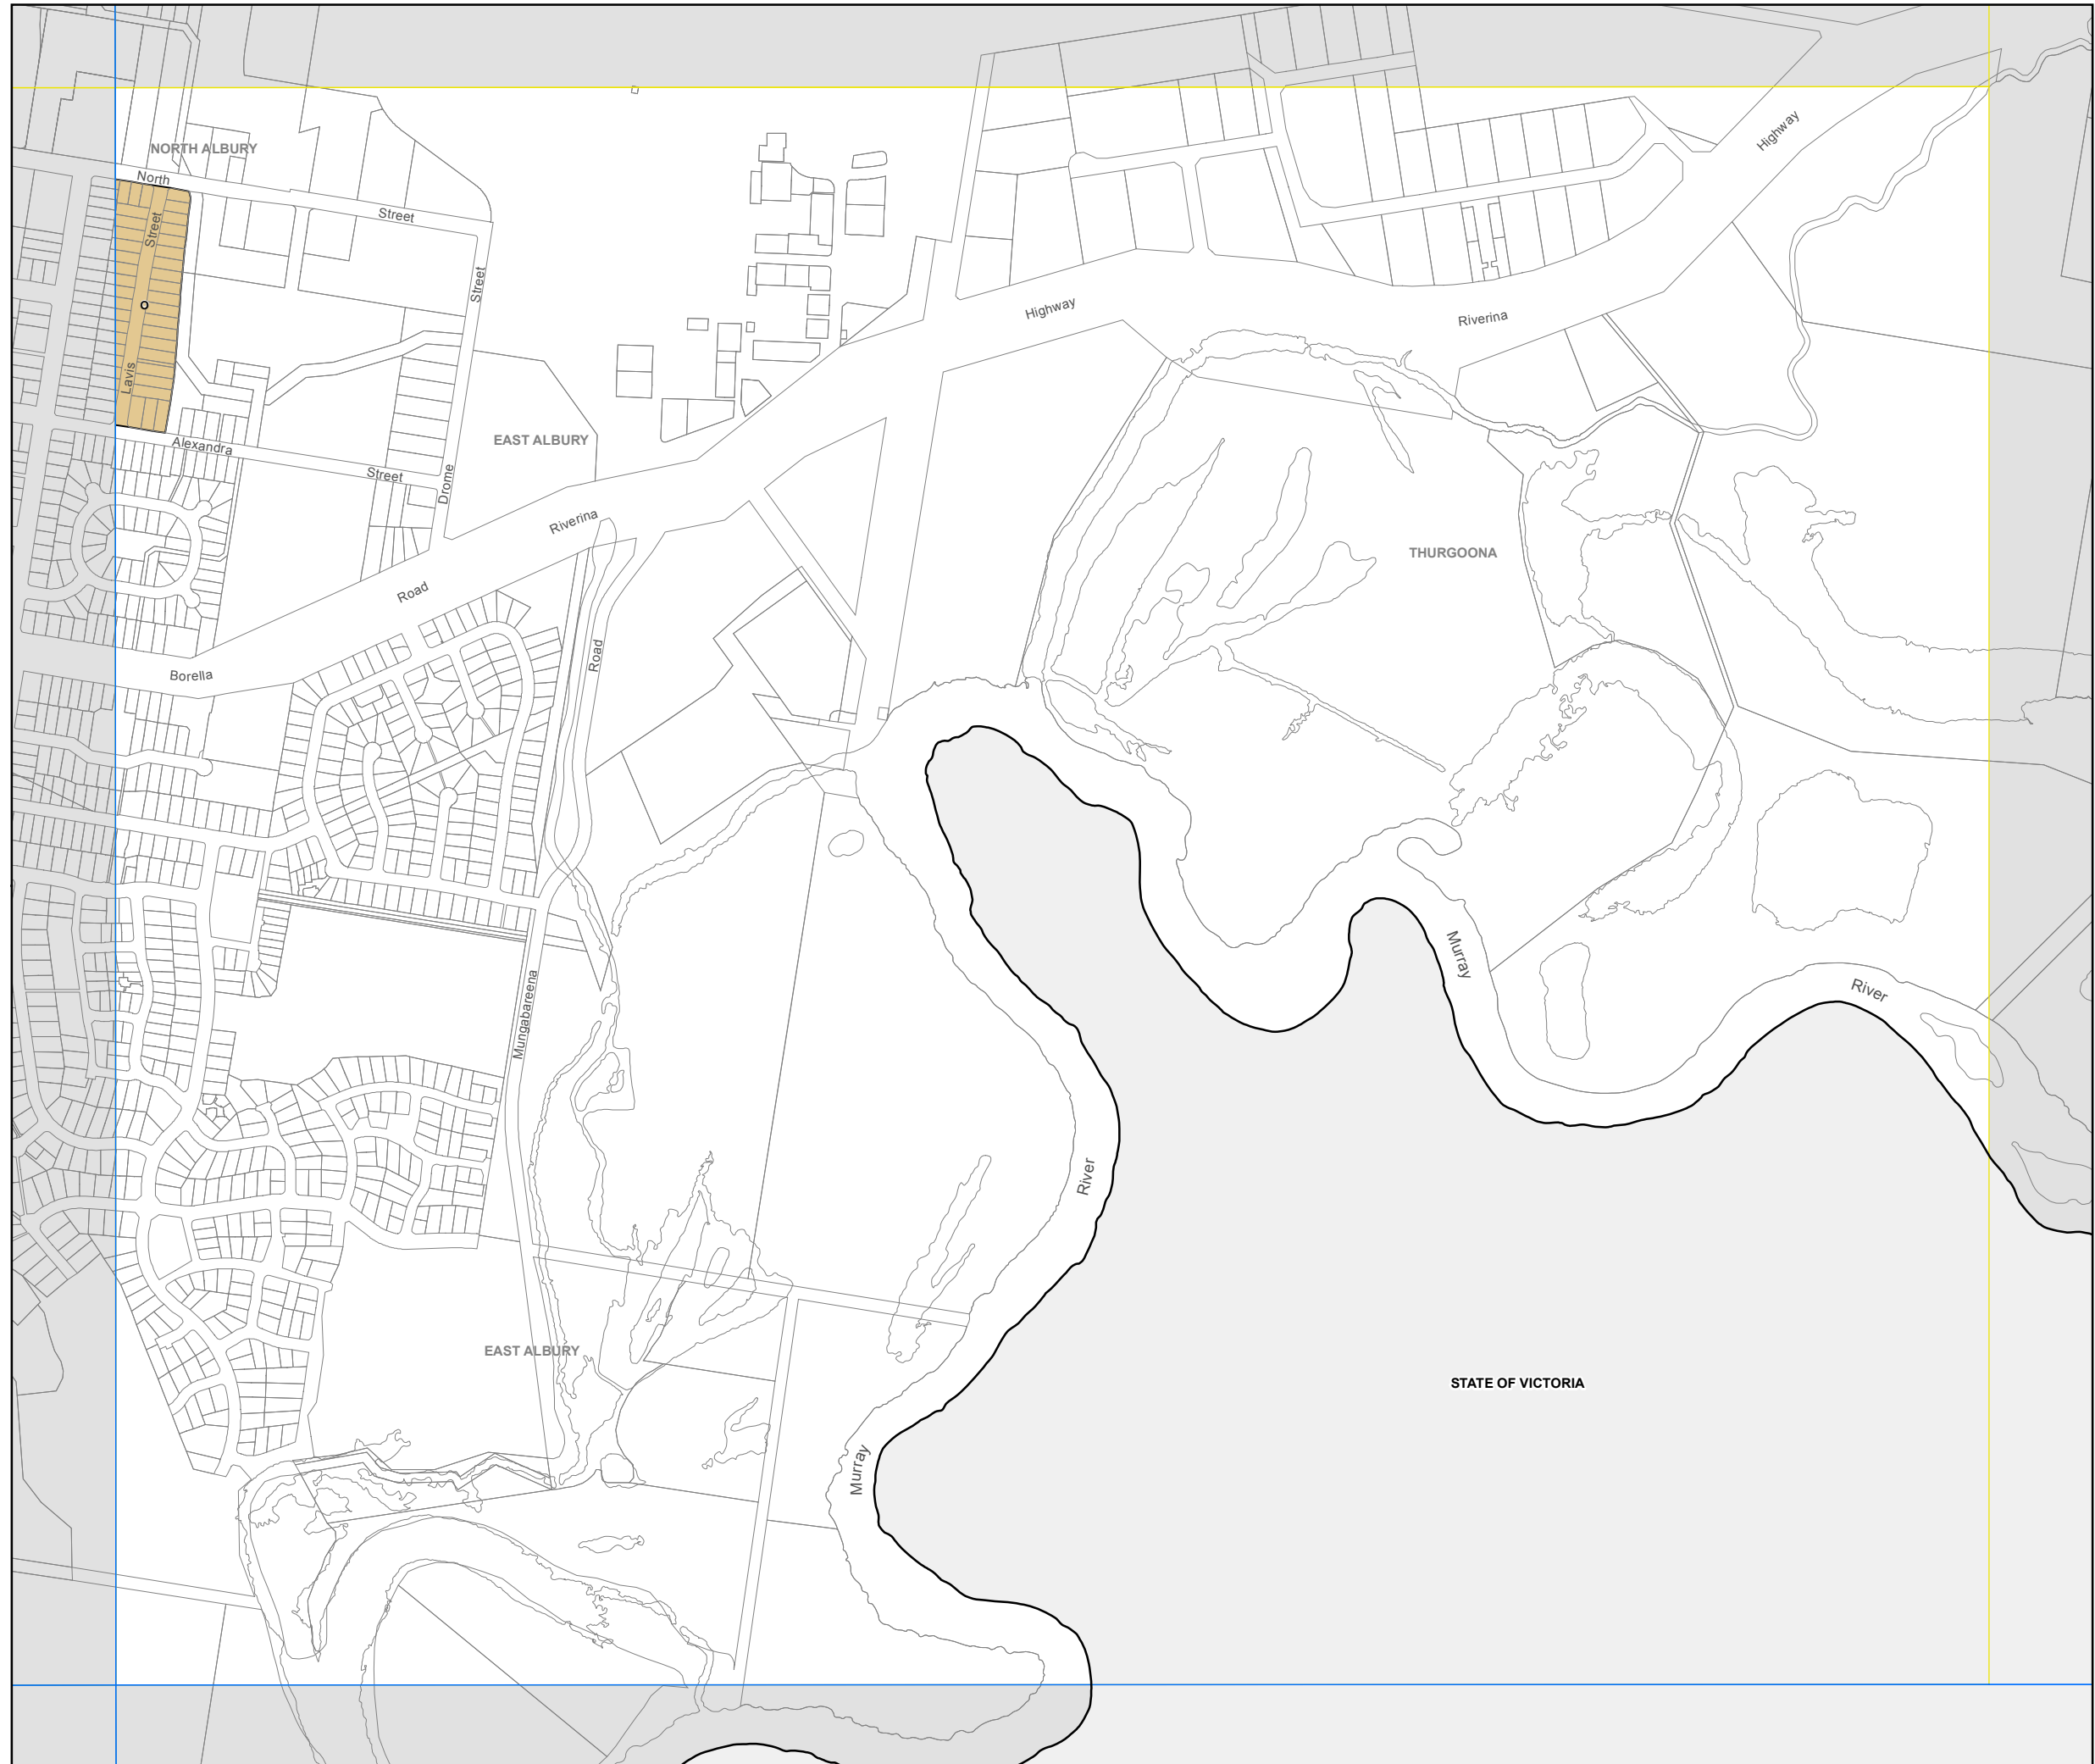 Highway
NORTH ALBURY
North
Street
Street
Street
Highway
Riverina
Lavis
EAST ALBURY
Alexandra
Street
Drome
Riverina
THURGOONA
Road
Road
Borella
Murray
River
Mungabareena
River
EAST ALBURY
STATE OF VICTORIA
Murray
O